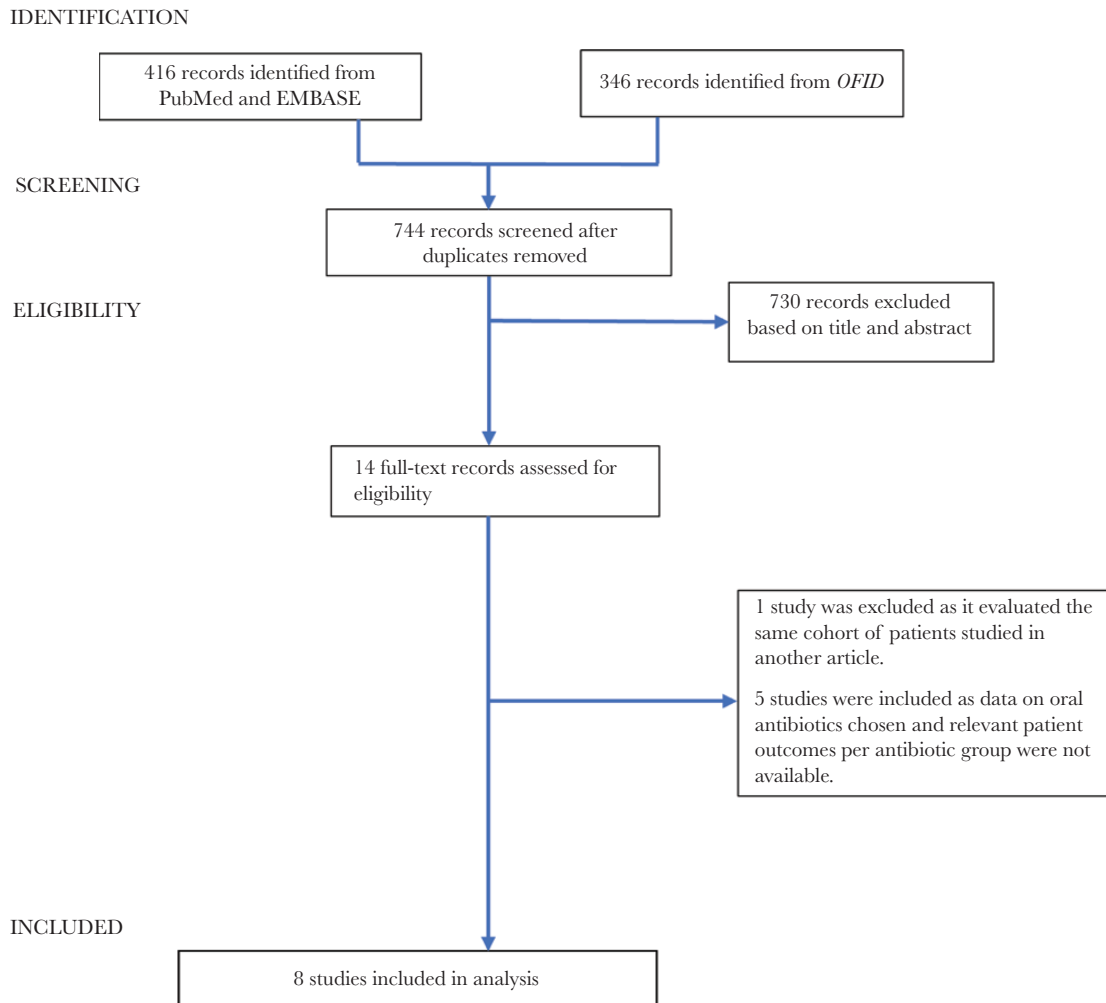 IDENTIFICATION
416 records identified from
PubMed and EMBASE
346 records identified from OFID
SCREENING
744 records screened after
duplicates removed
ELIGIBILITY
730 records excluded
based on title and abstract
14 full-text records assessed for
eligibility
1 study was excluded as it evaluated the
same cohort of patients studied in
another article.
5 studies were included as data on oral
antibiotics chosen and relevant patient
outcomes per antibiotic group were not
available.
INCLUDED
8 studies included in analysis